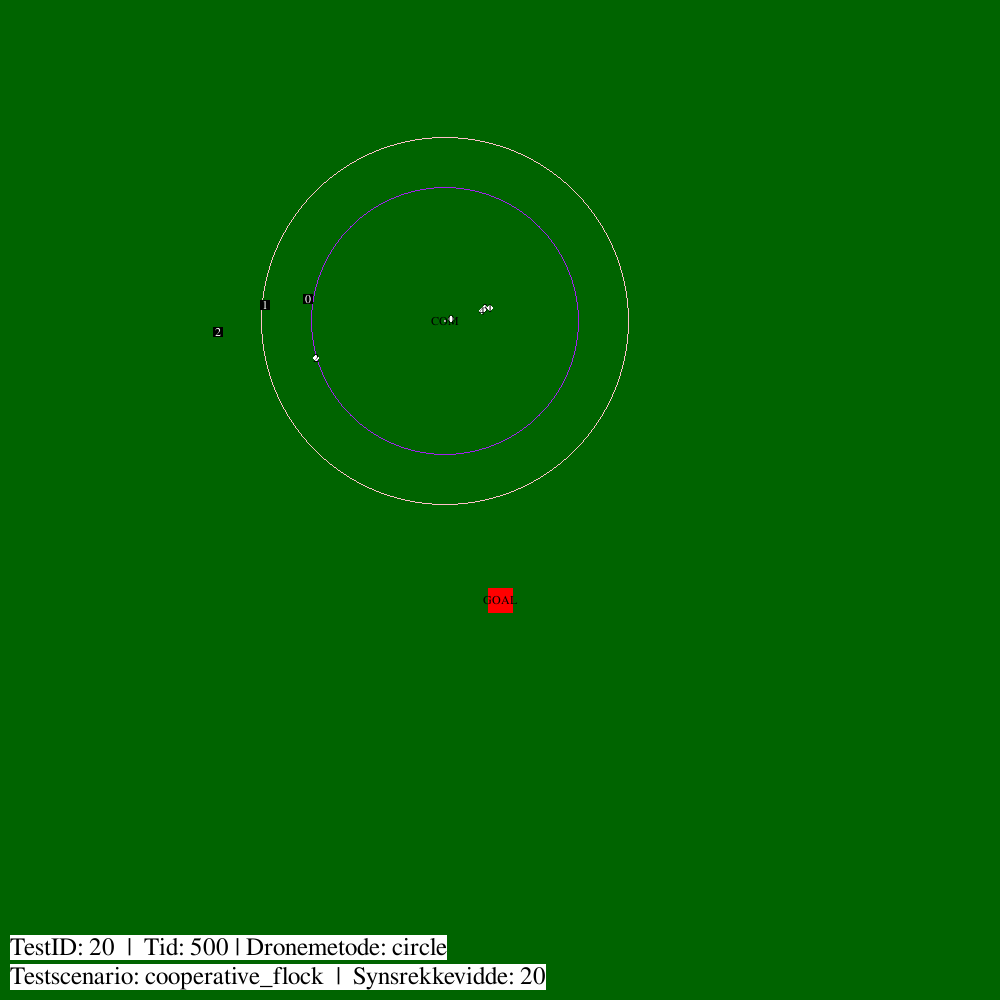 0
1
2
COM
GOAL
TestID: 20 | Tid: 500 | Dronemetode: circle
Testscenario: cooperative_flock | Synsrekkevidde: 20